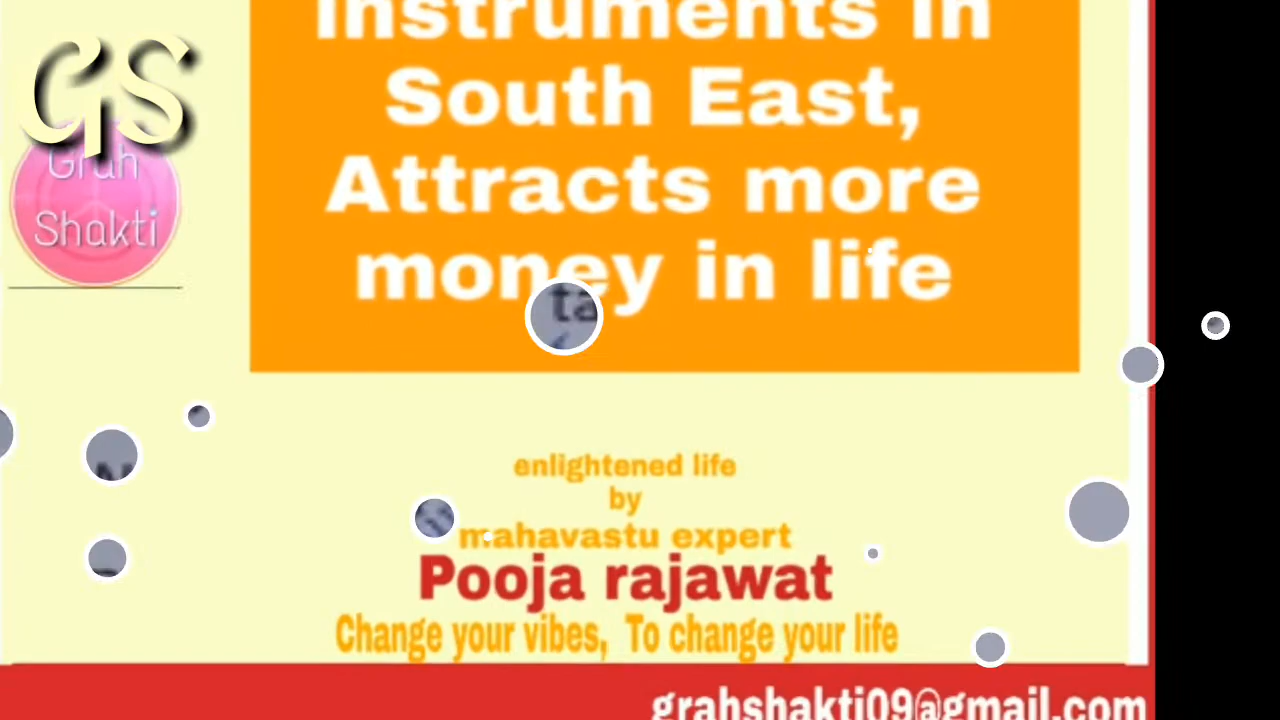 GS
Grah
Shakti
instruments in
South East,
Attracts more
money in life
ta
enlightened life
by
mahavastu expert
Pooja rajawat
Change your vibes, To change your life
grahshakti09@gmail.com